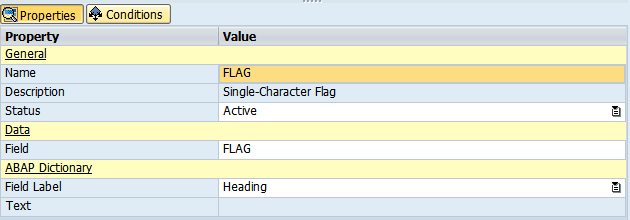 Properties Conditions
Property Value
General
Name FLAG
Description Single-Character Flag
Status Active
Data
Field FLAG
ABAP Dictionary
Field Label Heading
Text